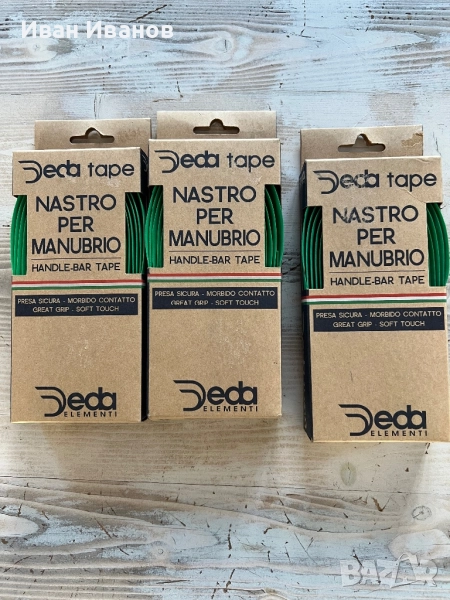 Иван Иванов
Deda tape
NASTRO
PER
MANUBRIO
HANDLE-BAR TAPE
PRESA SICURA - MORBIDO CONTATTO
GREAT GRIP - SOFT TOUCH
Deda
ELEMENTI
Deda tape
NASTRO
PER
MANUBRIO
HANDLE-BAR TAPE
PRESA SICURA - MORBIDO CONTATTO
GREAT GRIP - SOFT TOUCH
Deda
ELEMENTI
Deda tape
NASTRO
PER
MANUBRIO
HANDLE-BAR TAPE
PRESA SICURA - MORBIDO CONTATTO
GREAT GRIP - SOFT TOUCH
Deda
ELEMENTI
BAZAR